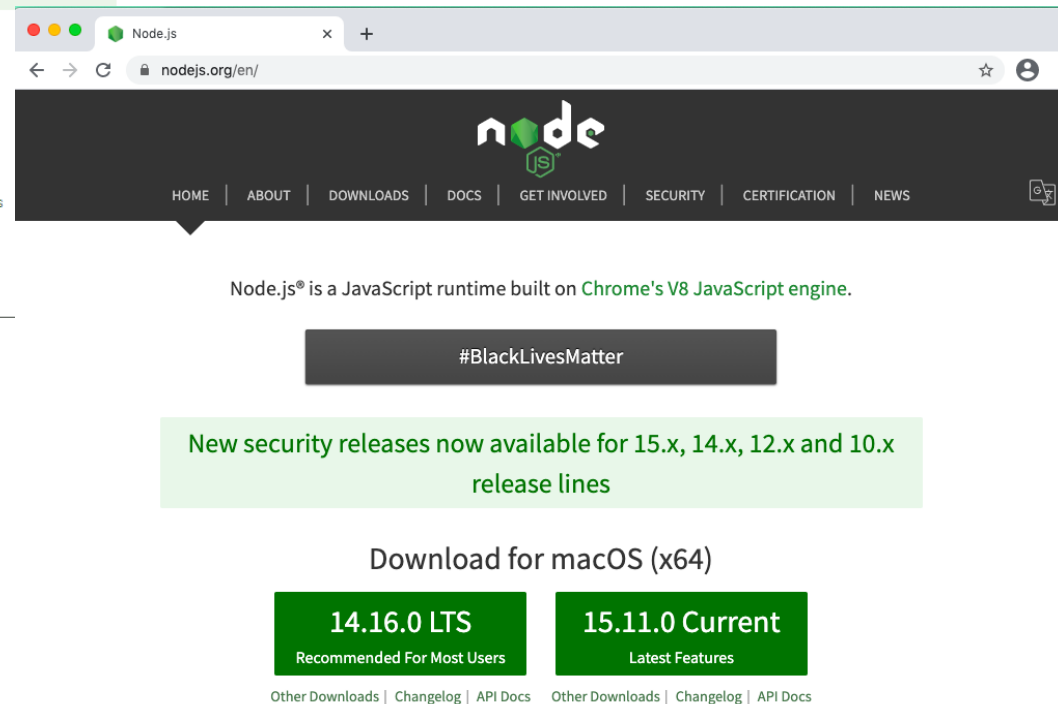 Node.js
nodejs.org/en/
node
JS
HOME | ABOUT | DOWNLOADS | DOCS | GET INVOLVED | SECURITY | CERTIFICATION | NEWS
Node.js® is a JavaScript runtime built on Chrome's V8 JavaScript engine.
#BlackLivesMatter
New security releases now available for 15.x, 14.x, 12.x and 10.x
release lines
Download for macOS (x64)
14.16.0 LTS
Recommended For Most Users
15.11.0 Current
Latest Features
Other Downloads | Changelog | API Docs
Other Downloads | Changelog | API Docs